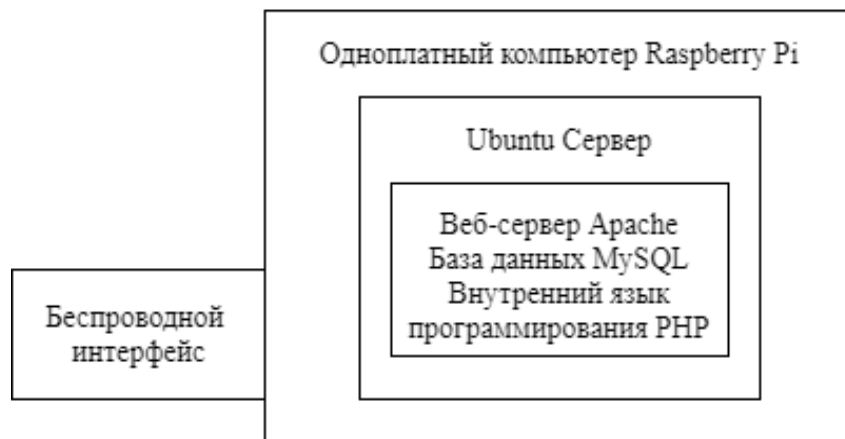 Одноплатный компьютер Raspberry Pi
Ubuntu Сервер
Веб-сервер Apache
База данных MySQL
Внутренний язык
программирования PHP
Беспроводной
интерфейс